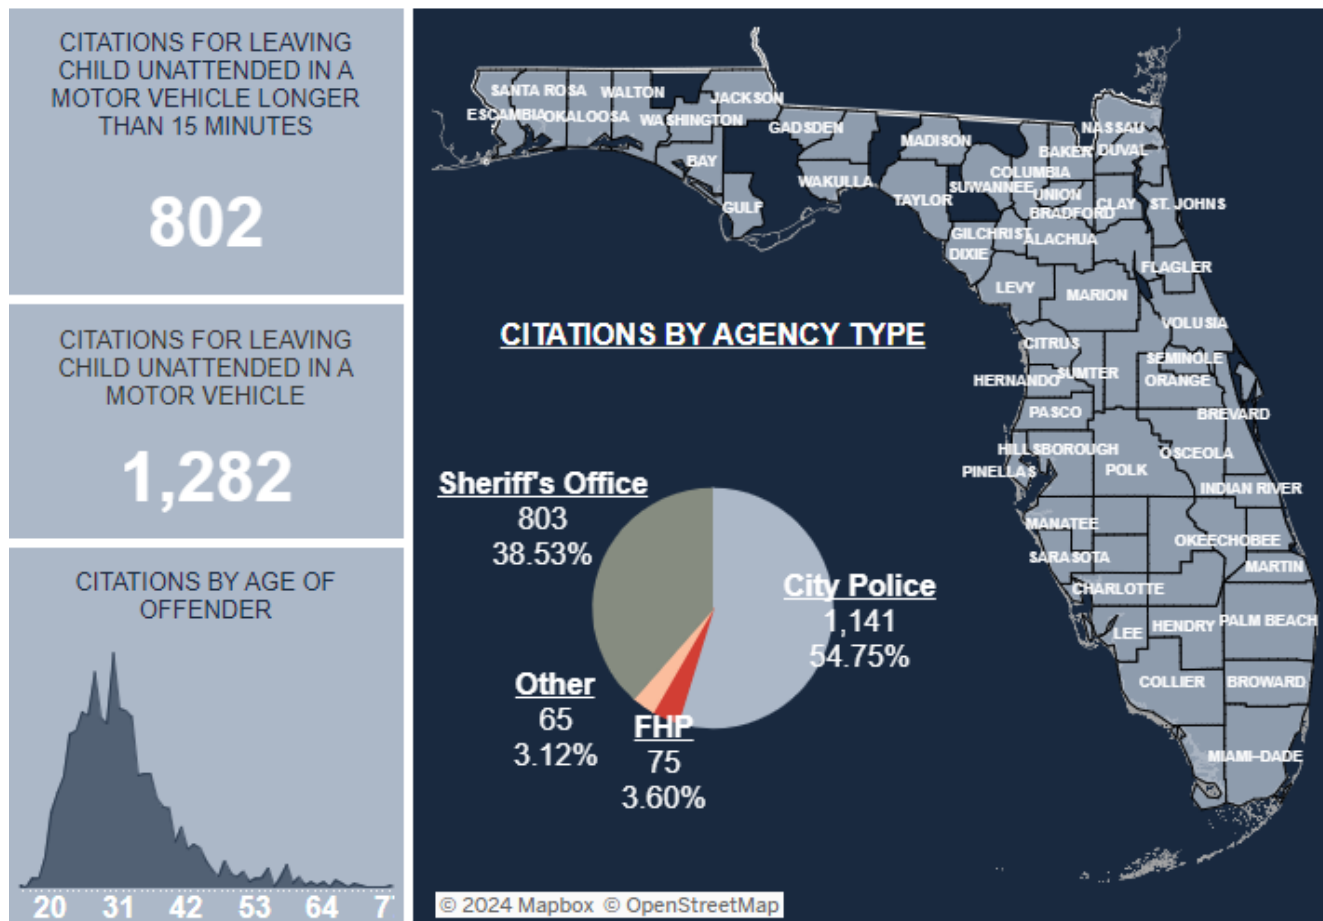 CITATIONS FOR LEAVING
CHILD UNATTENDED IN A
MOTOR VEHICLE LONGER
THAN 15 MINUTES
802
CITATIONS FOR LEAVING
CHILD UNATTENDED IN A
MOTOR VEHICLE
1,282
CITATIONS BY AGE OF
OFFENDER
20 31 42 53 64
CITATIONS BY AGENCY TYPE
Sheriff's Office
803
38.53%
City Police
1,141
54.75%
Other
65
3.12%
FHP
75
3.60%
SANTA ROSA
WALTON
JACKSON
ESCAMBIA
OKALOOSA
WASHINGTON
GADSDEN
MADISON
NASSAU
BAKER
DUVAL
BAY
WAKULLA
COLUMBIA
SUWANNEE
UNION
TAYLOR
GULF
BRADFORD
CLAY
ST. JOHNS
GILCHRIST
ALACHUA
DIXIE
FLAGLER
LEVY
MARION
VOLUSIA
CITRUS
SEMINOLE
SUMTER
HERNANDO
ORANGE
PASCO
BREVARD
HILLSBOROUGH
OSCEOLA
PINELLAS
POLK
INDIAN RIVER
MANATEE
OKEECHOBEE
SARASOTA
MARTIN
CHARLOTTE
LEE
HENDRY
PALM BEACH
COLLIER
BROWARD
MIAMI-DADE
© 2024 Mapbox © OpenStreetMap